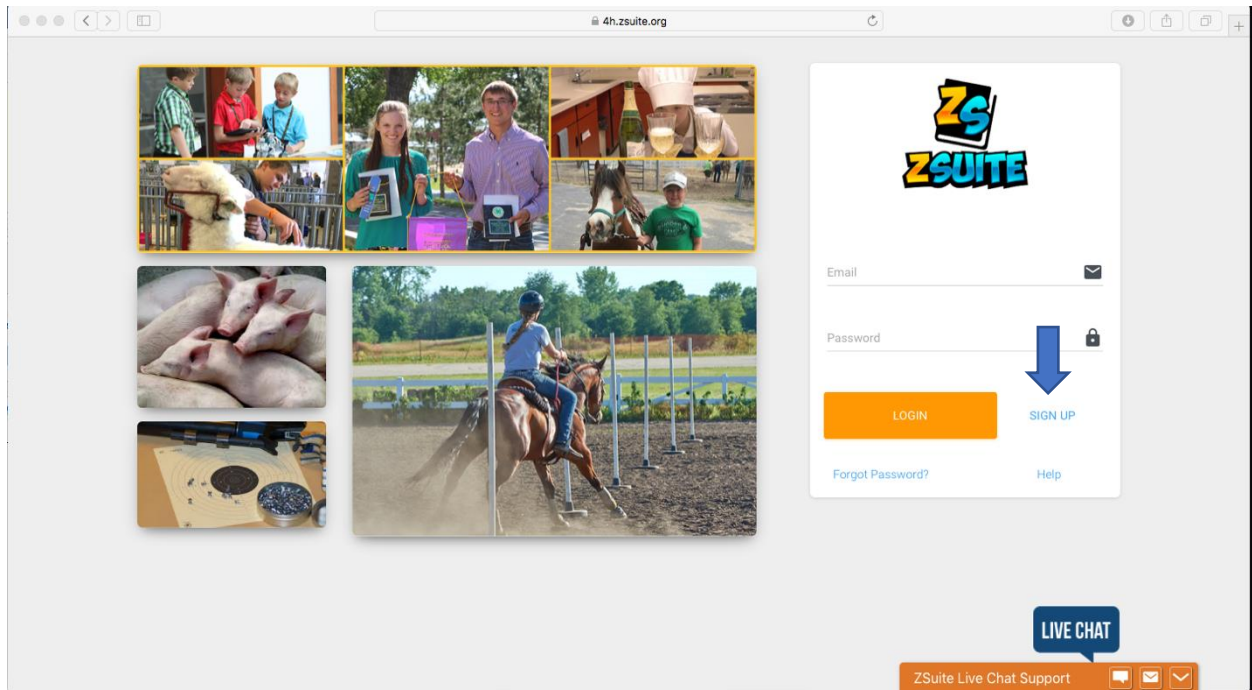 4h.zsuite.org
ZS
ZSUITE
Email
Password
LOGIN
SIGN UP
Forgot Password?
Help
LIVE CHAT
ZSuite Live Chat Support